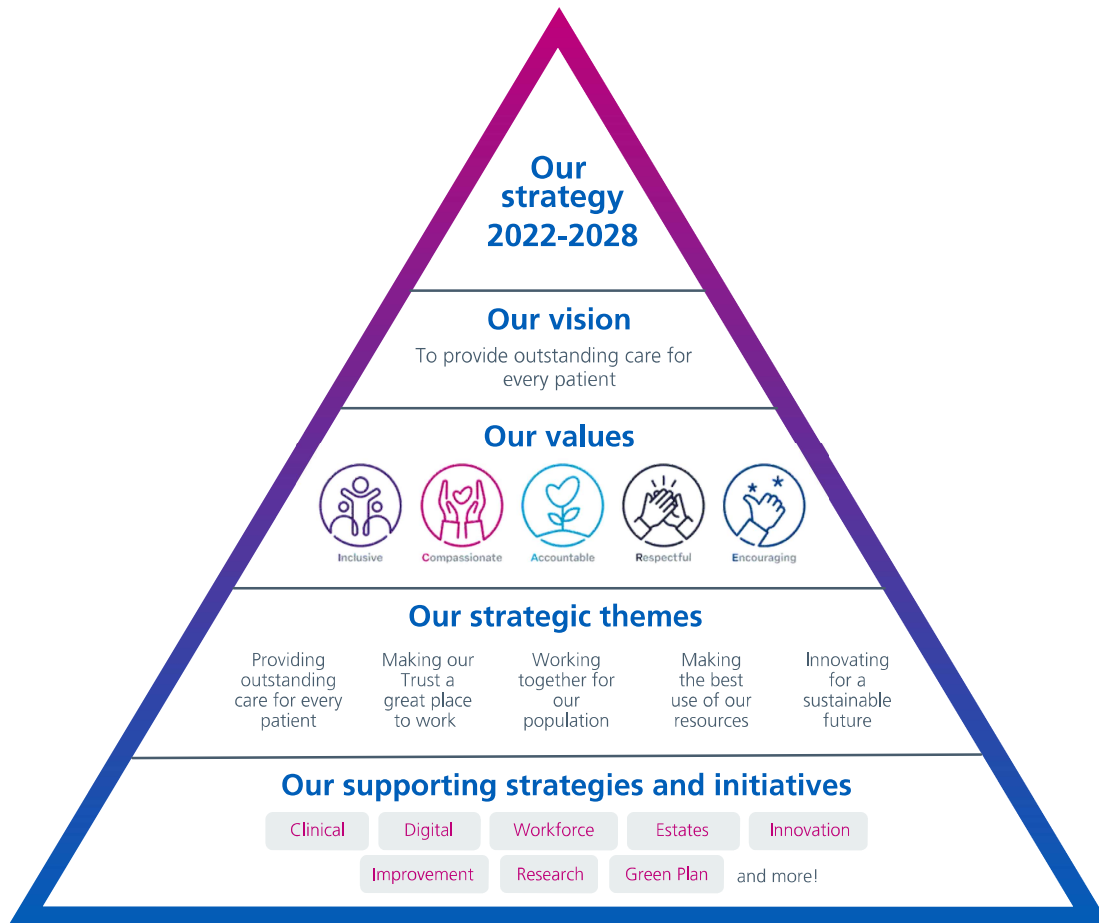 Our
strategy
2022-2028
Our vision
To provide outstanding care for
every patient
Our values
Inclusive
Compassionate
Accountable
Respectful
Encouraging
Our strategic themes
Providing
outstanding
care for every
patient
Making our
Trust a
great place
to work
Working
together for
our
population
Making
the best
use of our
resources
Innovating
for a
sustainable
future
Our supporting strategies and initiatives
Clinical
Digital
Workforce
Estates
Innovation
Improvement
Research
Green Plan
and more!